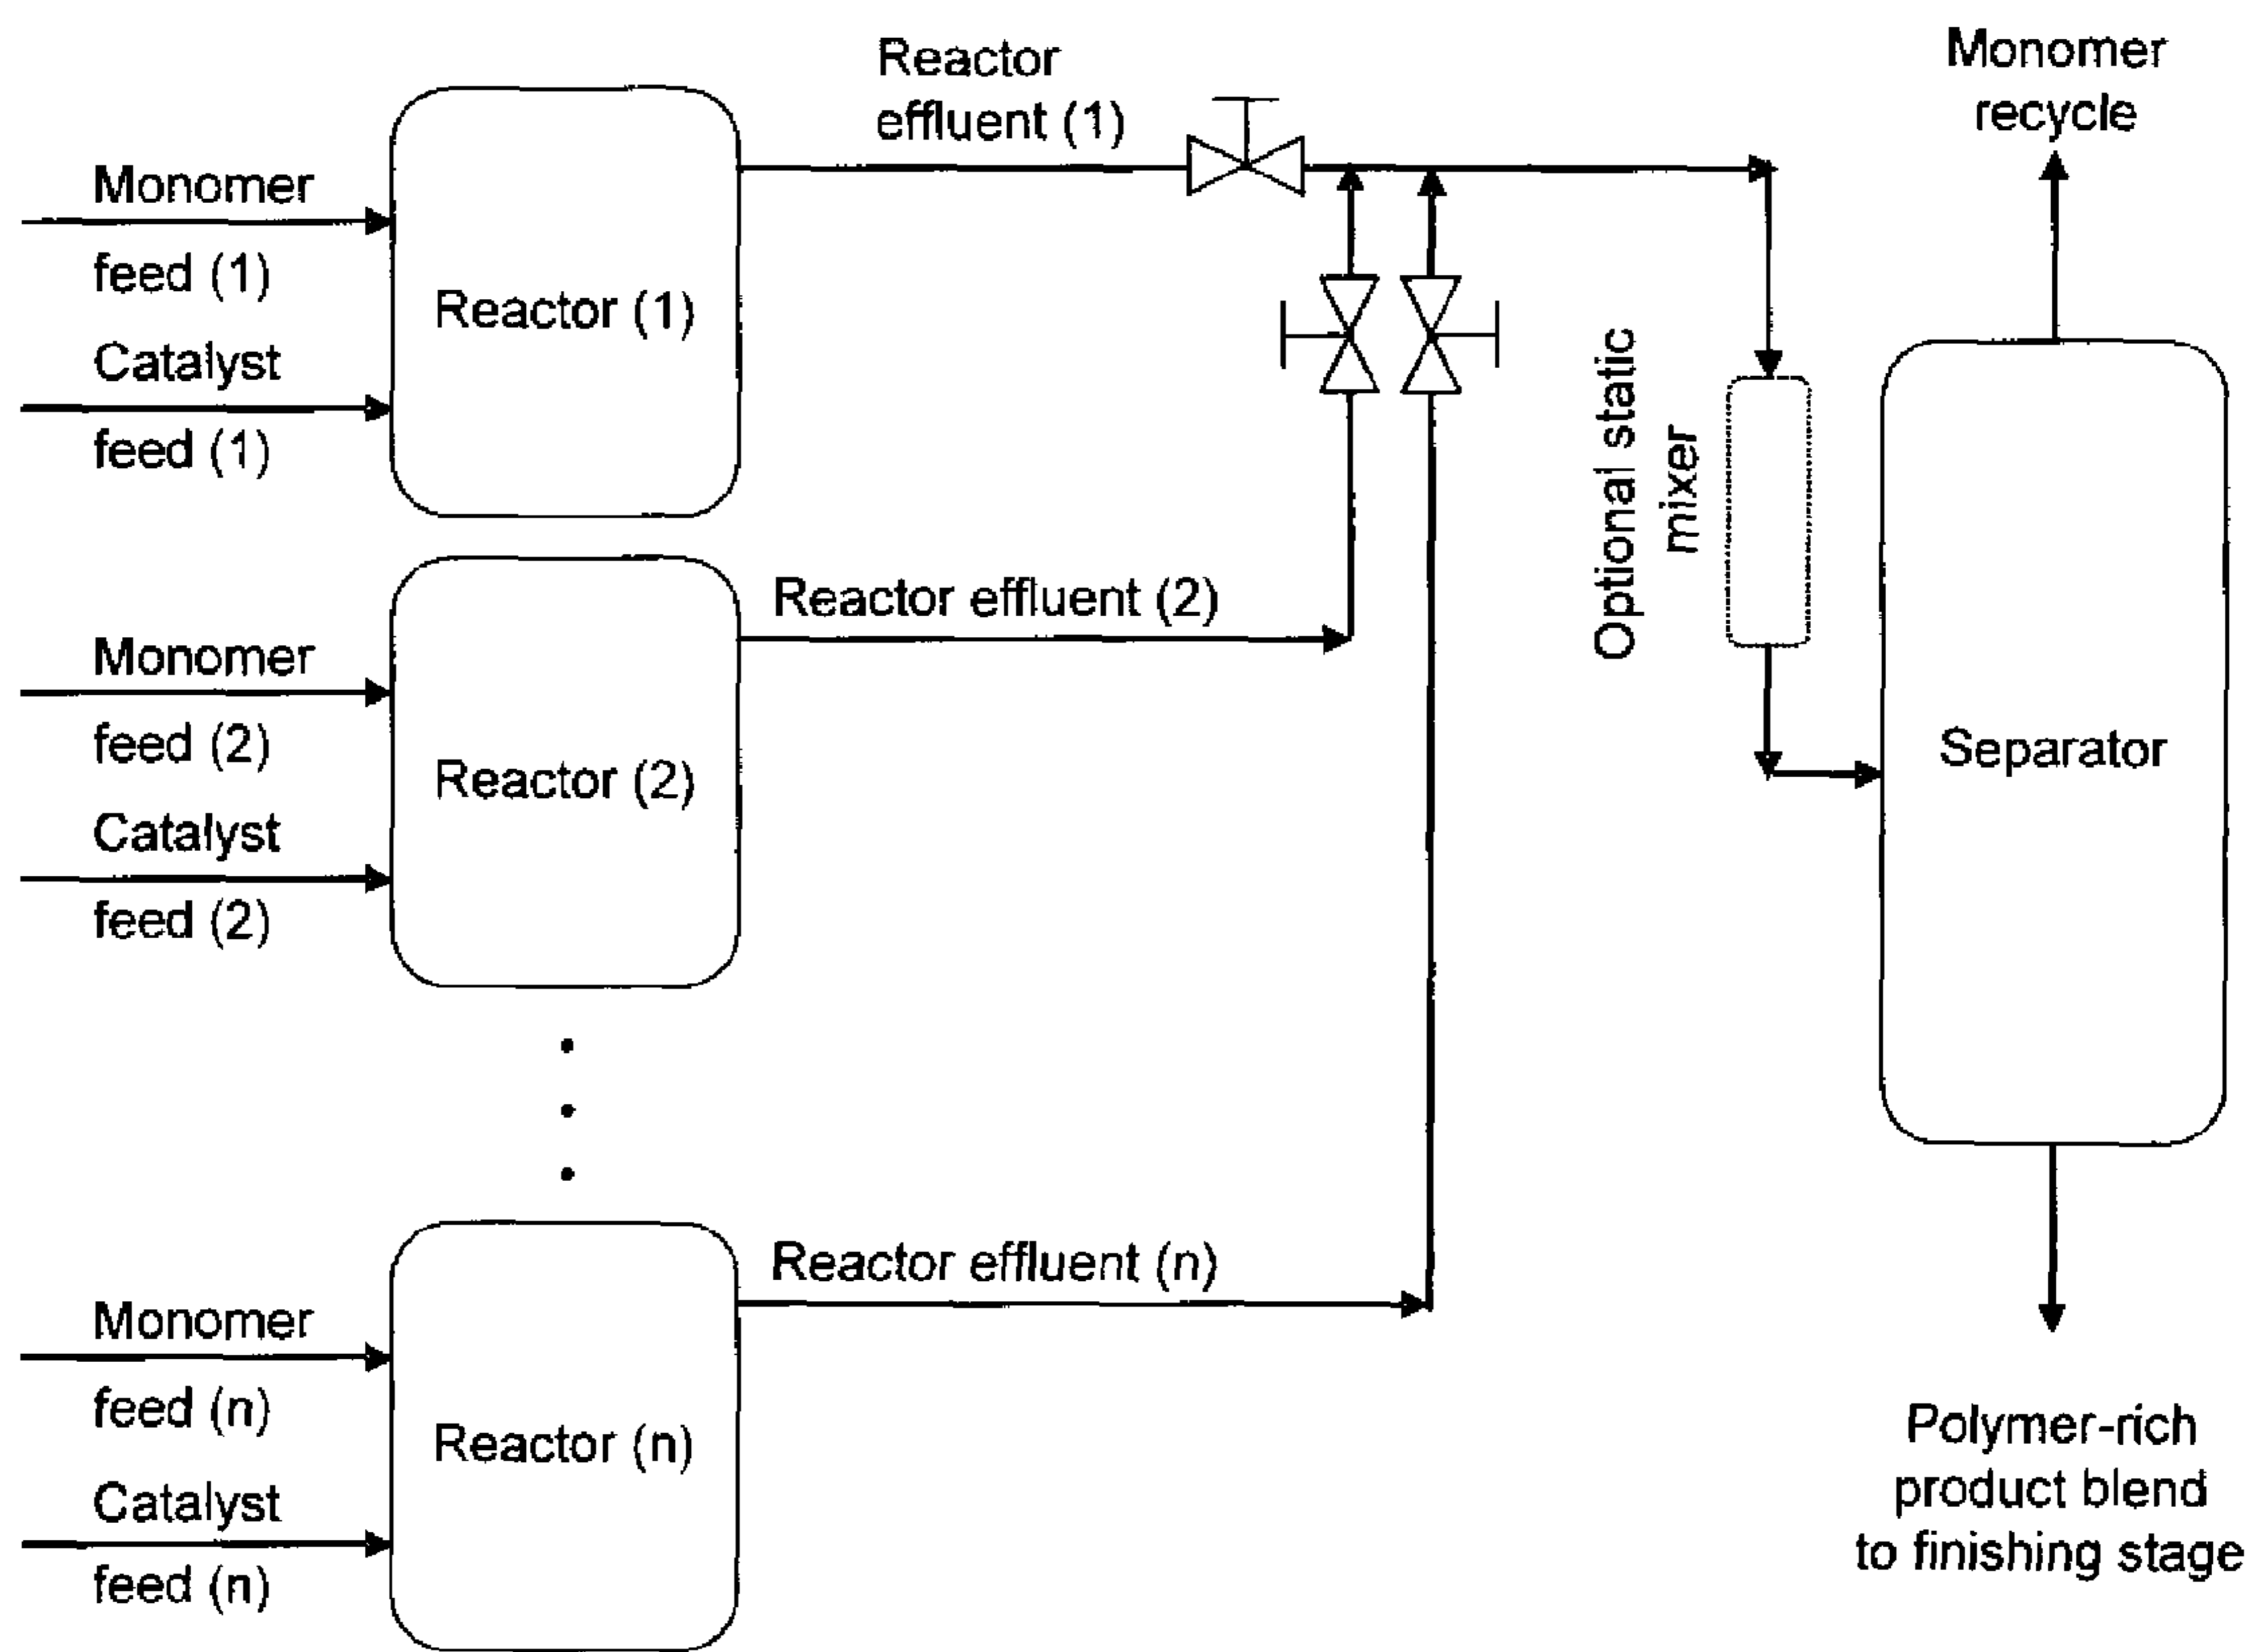 Reactor
effluent (1)
Monomer
recycle
Monomer
feed (1)
Reactor (1)
Catalyst
feed (1)
Optional static
mixer
Reactor effluent (2)
Monomer
feed (2)
Reactor (2)
Catalyst
feed (2)
Separator
Reactor effluent (n)
Monomer
feed (n)
Reactor (n)
Catalyst
feed (n)
Polymer-rich
product blend
to finishing stage